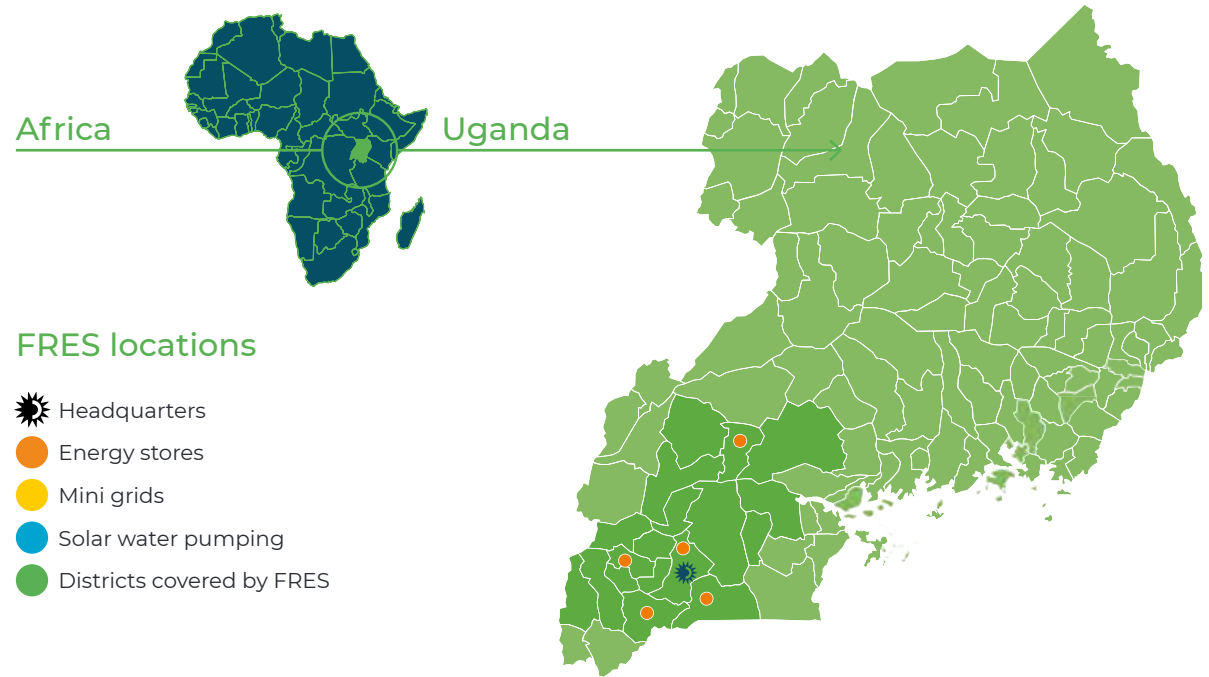 Africa
Uganda
FRES locations
Headquarters
Energy stores
Mini grids
Solar water pumping
Districts covered by FRES